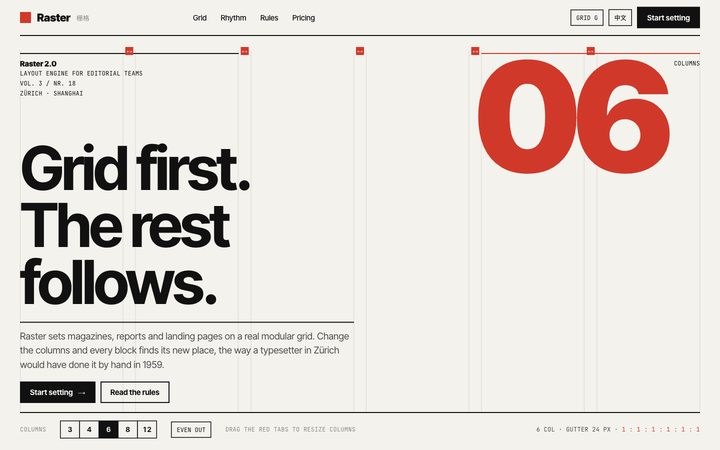 Raster 栅格
Grid Rhythm Rules Pricing
GRID G 中文 Start setting
Raster 2.0
LAYOUT ENGINE FOR EDITORIAL TEAMS
VOL. 3 / NR. 18
ZÜRICH · SHANGHAI
06
COLUMNS
Grid first.
The rest
follows.
Raster sets magazines, reports and landing pages on a real modular grid. Change
the columns and every block finds its new place, the way a typesetter in Zürich
would have done it by hand in 1959.
Start setting → Read the rules
COLUMNS 3 4 6 8 12 EVEN OUT DRAG THE RED TABS TO RESIZE COLUMNS 6 COL · GUTTER 24 PX · 1 : 1 : 1 : 1 : 1 : 1